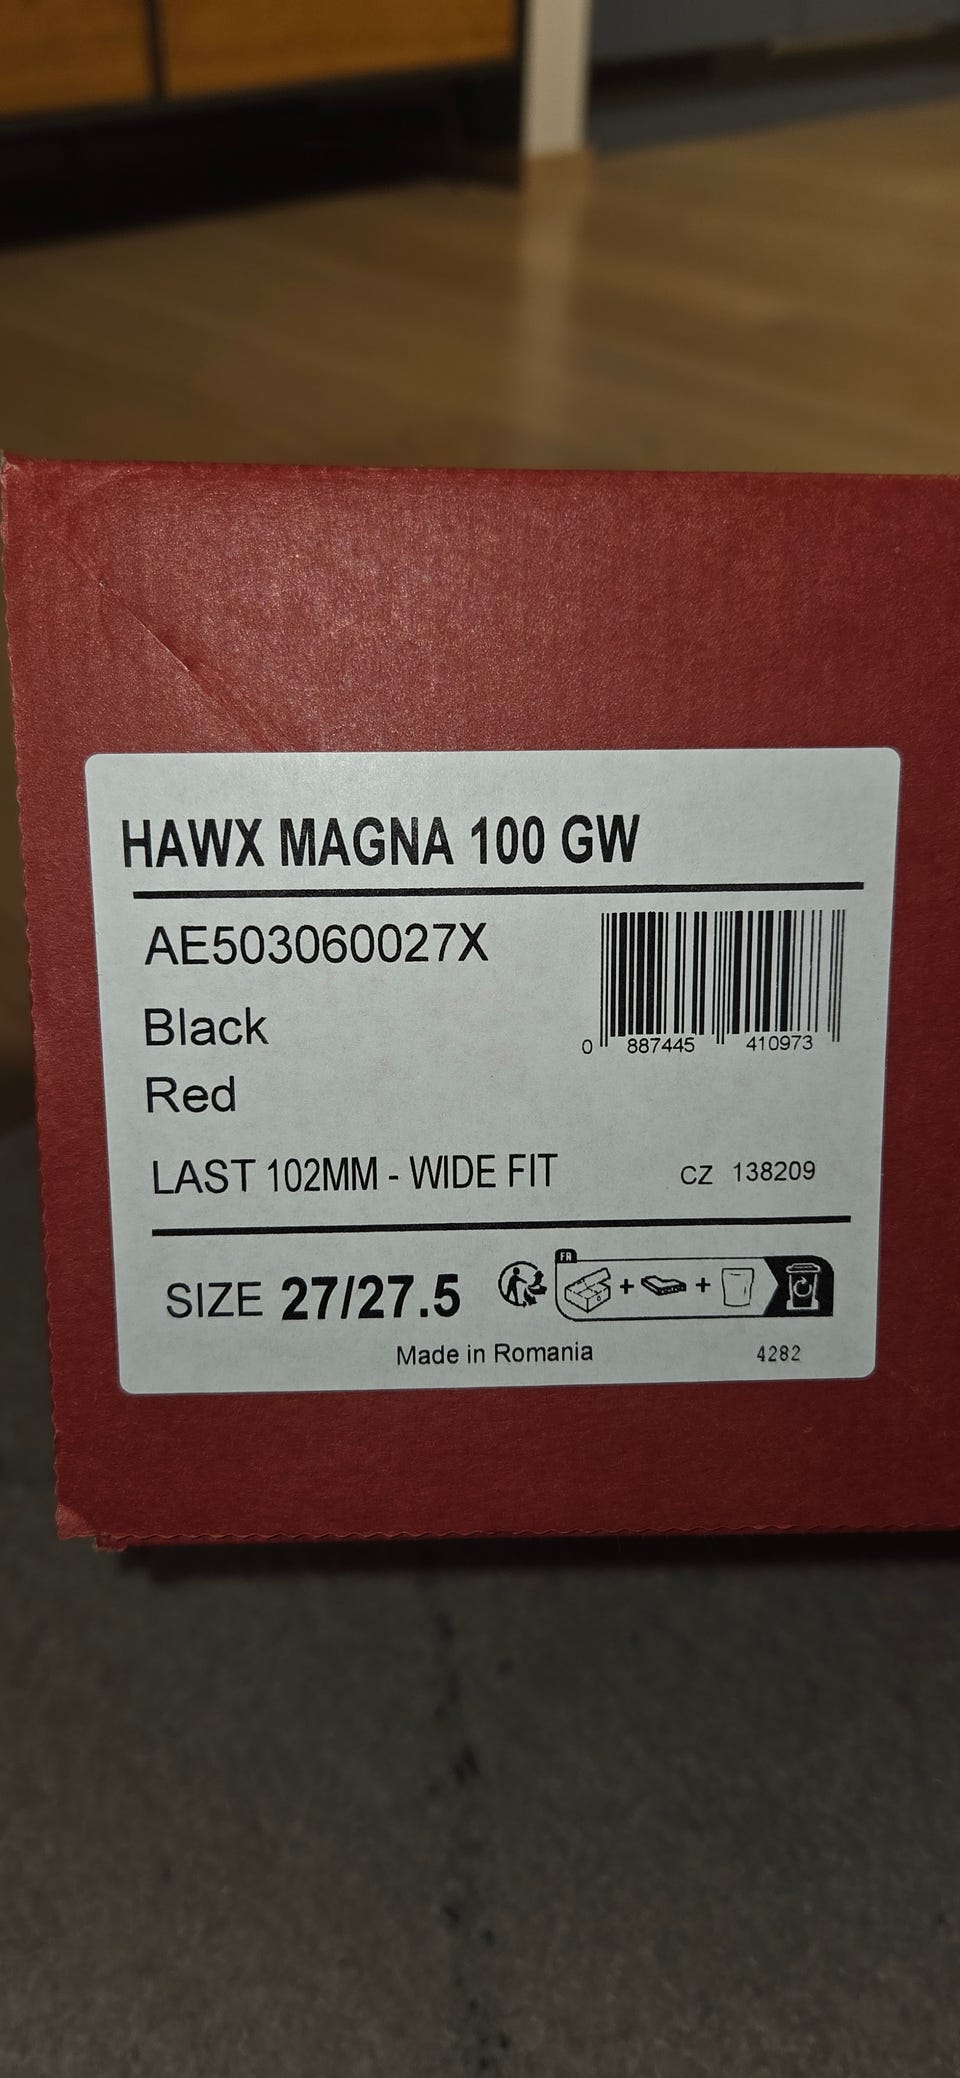 HAWX MAGNA 100 GW
AE503060027X
0 887445 410973
Black
Red
LAST 102MM - WIDE FIT
CZ 138209
SIZE 27/27.5
FR
Made in Romania
4282